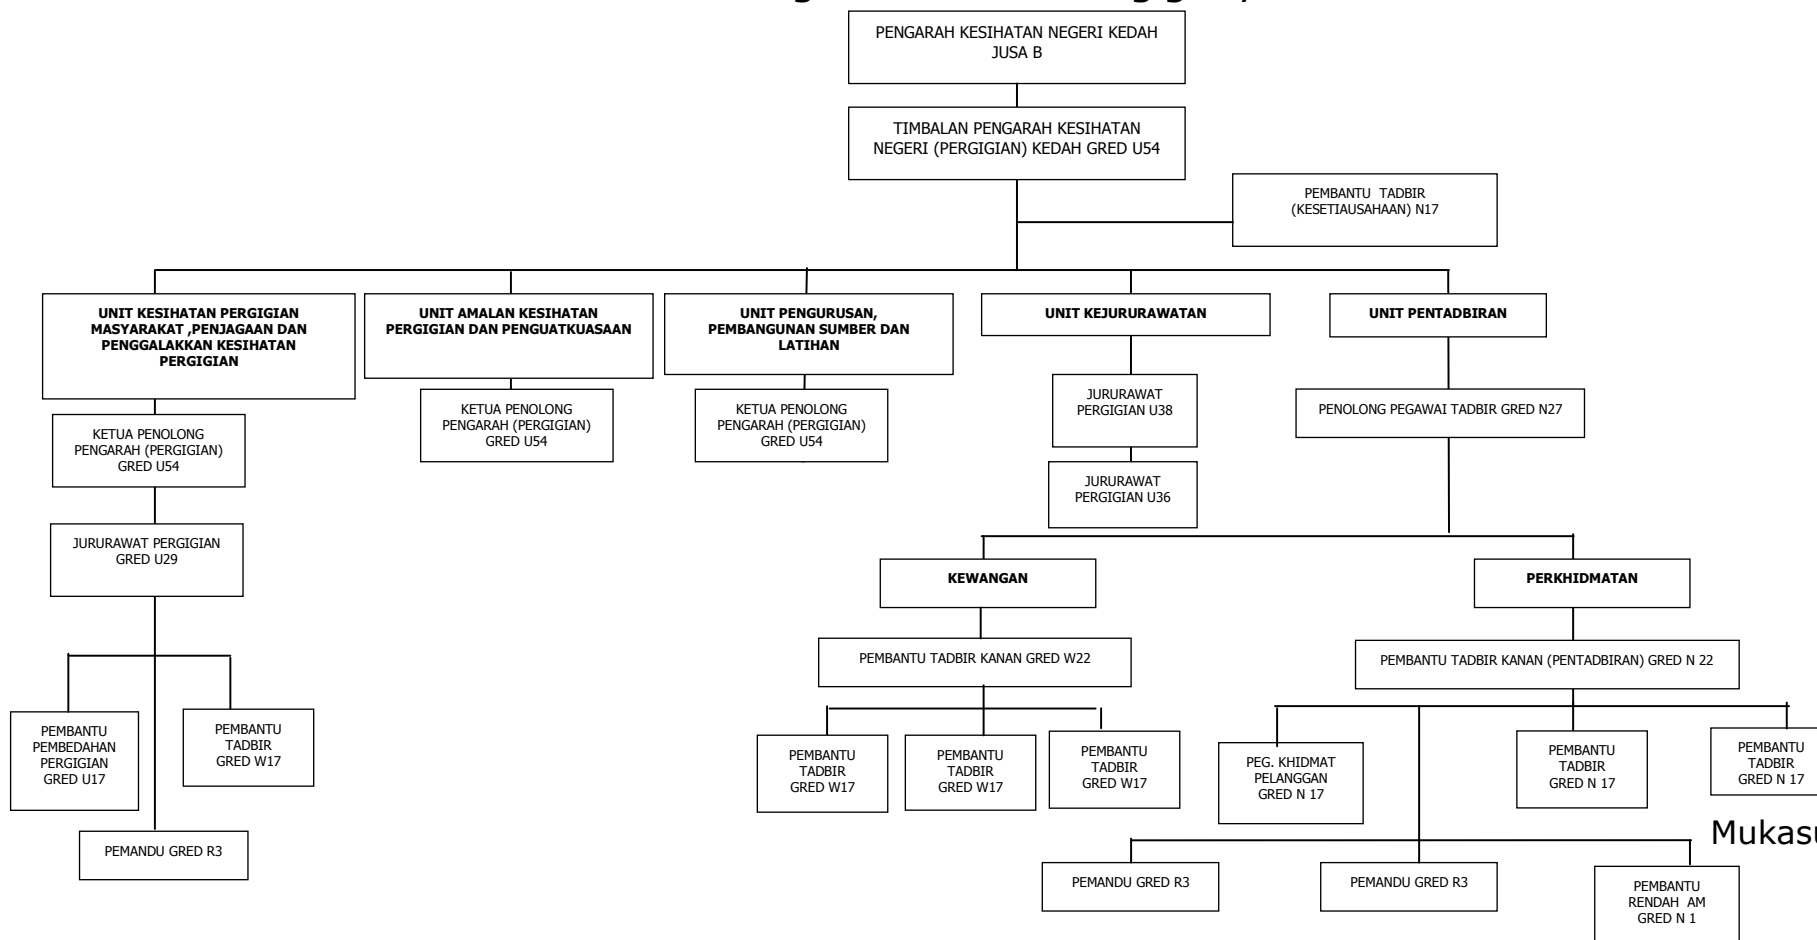 PENGARAH KESIHATAN NEGERI KEDAH
JUSA B
TIMBALAN PENGARAH KESIHATAN
NEGERI (PERGIGIAN) KEDAH GRED U54
PEMBANTU TADBIR
(KESETIAUSAHAAN) N17
UNIT KESIHATAN PERGIGIAN
MASYARAKAT ,PENJAGAAN DAN
PENGGALAKKAN KESIHATAN
PERGIGIAN
UNIT AMALAN KESIHATAN
PERGIGIAN DAN PENGUATKUASAAN
UNIT PENGURUSAN,
PEMBANGUNAN SUMBER DAN
LATIHAN
UNIT KEJURURAWATAN
UNIT PENTADBIRAN
KETUA PENOLONG
PENGARAH (PERGIGIAN)
GRED U54
KETUA PENOLONG
PENGARAH (PERGIGIAN)
GRED U54
KETUA PENOLONG
PENGARAH (PERGIGIAN)
GRED U54
JURURAWAT
PERGIGIAN U38
PENOLONG PEGAWAI TADBIR GRED N27
JURURAWAT
PERGIGIAN U36
JURURAWAT PERGIGIAN
GRED U29
KEWANGAN
PERKHIDMATAN
PEMBANTU TADBIR KANAN GRED W22
PEMBANTU TADBIR KANAN (PENTADBIRAN) GRED N 22
PEMBANTU
PEMBEDAHAN
PERGIGIAN
GRED U17
PEMBANTU
TADBIR
GRED W17
PEMBANTU
TADBIR
GRED W17
PEMBANTU
TADBIR
GRED W17
PEMBANTU
TADBIR
GRED W17
PEG. KHIDMAT
PELANGGAN
GRED N 17
PEMBANTU
TADBIR
GRED N 17
PEMBANTU
TADBIR
GRED N 17
PEMANDU GRED R3
PEMANDU GRED R3
PEMANDU GRED R3
PEMBANTU
RENDAH AM
GRED N 1